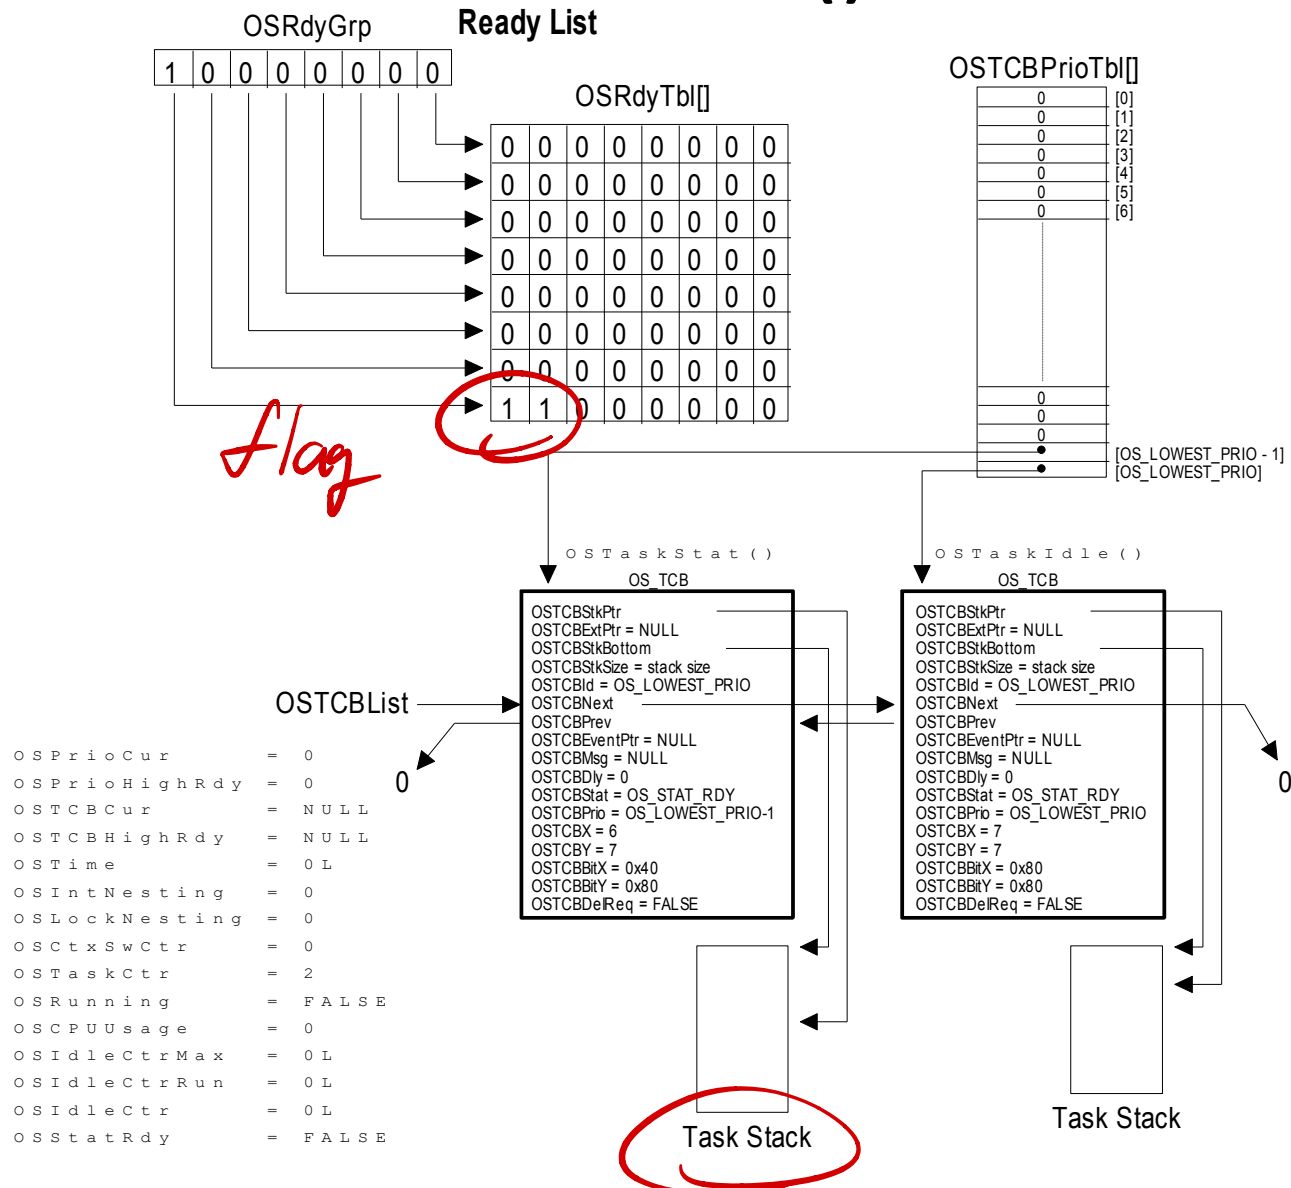 Ready List
OSRdyGrp
1 0 0 0 0 0 0 0
OSRdyTbl[]
0 0 0 0 0 0 0 0
0 0 0 0 0 0 0 0
0 0 0 0 0 0 0 0
0 0 0 0 0 0 0 0
0 0 0 0 0 0 0 0
0 0 0 0 0 0 0 0
0 0 0 0 0 0 0 0
1 1 0 0 0 0 0 0
flag
OSTCBPrioTbl[]
0 [0]
0 [1]
0 [2]
0 [3]
0 [4]
0 [5]
0 [6]
0
0
0
[OS_LOWEST_PRIO - 1]
[OS_LOWEST_PRIO]
OSTaskStat()
OS_TCB
OSTCBStkPtr
OSTCBExtPtr = NULL
OSTCBStkBottom
OSTCBStkSize = stack size
OSTCBId = OS_LOWEST_PRIO
OSTCBNext
OSTCBPrev
OSTCBEventPtr = NULL
OSTCBMsg = NULL
OSTCBDly = 0
OSTCBStat = OS_STAT_RDY
OSTCBPrio = OS_LOWEST_PRIO-1
OSTCBX = 6
OSTCBY = 7
OSTCBBitX = 0x40
OSTCBBitY = 0x80
OSTCBDelReq = FALSE
OSTaskIdle()
OS_TCB
OSTCBStkPtr
OSTCBExtPtr = NULL
OSTCBStkBottom
OSTCBStkSize = stack size
OSTCBId = OS_LOWEST_PRIO
OSTCBNext
OSTCBPrev
OSTCBEventPtr = NULL
OSTCBMsg = NULL
OSTCBDly = 0
OSTCBStat = OS_STAT_RDY
OSTCBPrio = OS_LOWEST_PRIO
OSTCBX = 7
OSTCBY = 7
OSTCBBitX = 0x80
OSTCBBitY = 0x80
OSTCBDelReq = FALSE
OSTCBList
0
0
OSPrioCur = 0
OSPrioHighRdy = 0
OSTCBCur = NULL
OSTCBHighRdy = NULL
OSTime = 0L
OSIntNesting = 0
OSLockNesting = 0
OSCtxSwCtr = 0
OSTaskCtr = 2
OSRunning = FALSE
OSCPUUsage = 0
OSIdleCtrMax = 0L
OSIdleCtrRun = 0L
OSIdleCtr = 0L
OSStatRdy = FALSE
Task Stack
Task Stack